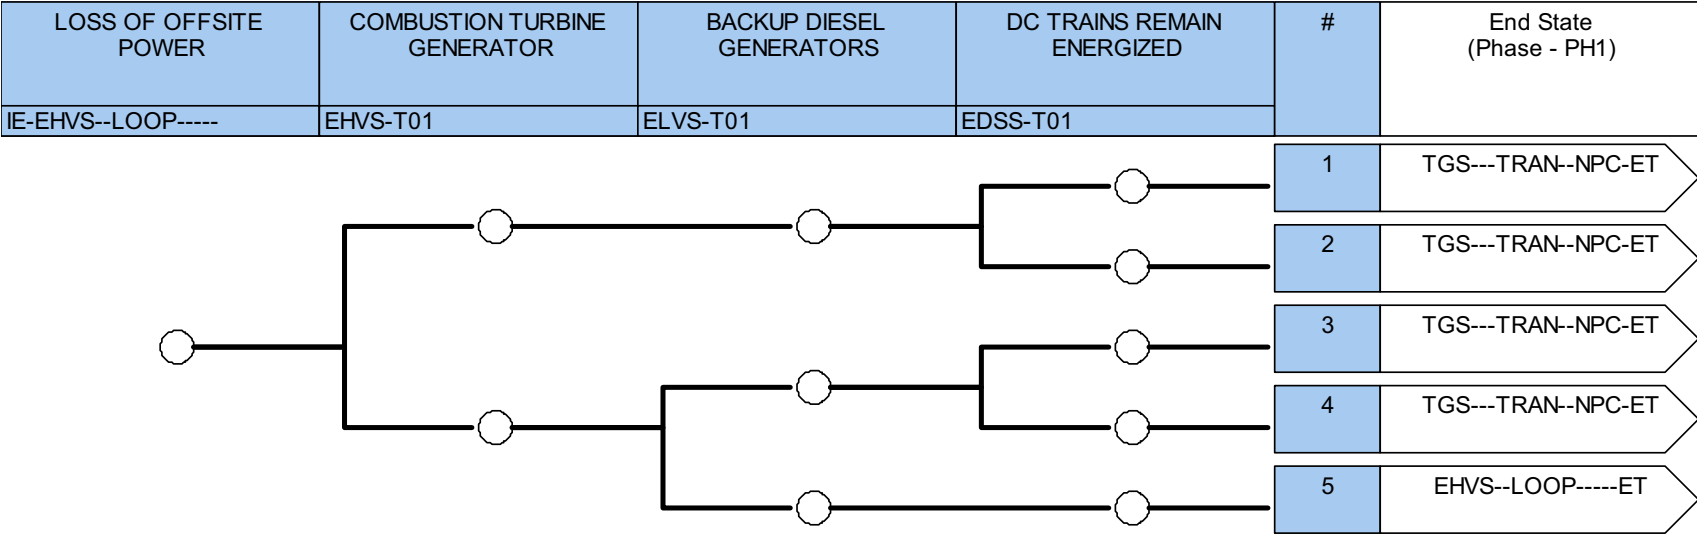 LOSS OF OFFSITE
POWER
COMBUSTION TURBINE
GENERATOR
BACKUP DIESEL
GENERATORS
DC TRAINS REMAIN
ENERGIZED
#
End State
(Phase - PH1)
IE-EHVS--LOOP-----
EHVS-T01
ELVS-T01
EDSS-T01
1
TGS---TRAN--NPC-ET
2
TGS---TRAN--NPC-ET
3
TGS---TRAN--NPC-ET
4
TGS---TRAN--NPC-ET
5
EHVS--LOOP-----ET